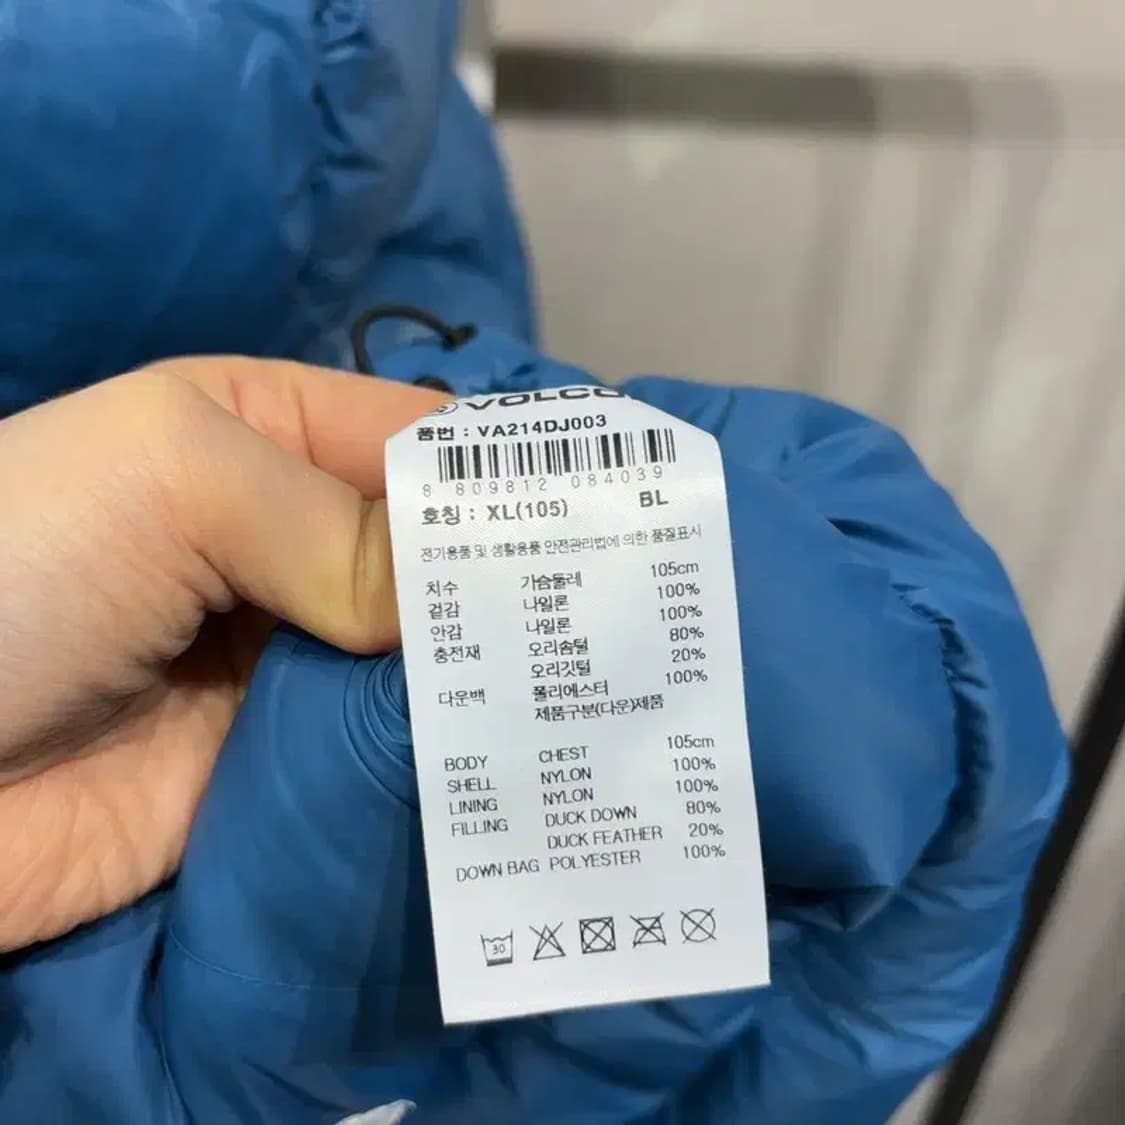 VOLCO
품번 : VA214DJ003
8 809812 084039
호칭 : XL(105) BL
전기용품 및 생활용품 안전관리법에 의한 품질표시
치수 가슴둘레 105cm
겉감 나일론 100%
안감 나일론 100%
충전재 오리솜털 80%
오리깃털 20%
다운백 폴리에스터 100%
제품구분(다운)제품
BODY CHEST 105cm
SHELL NYLON 100%
LINING NYLON 100%
FILLING DUCK DOWN 80%
DUCK FEATHER 20%
DOWN BAG POLYESTER 100%
30